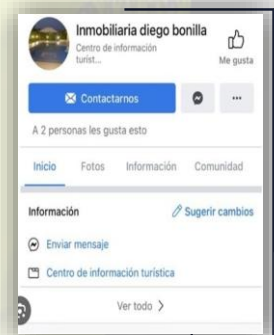 Inmobiliaria diego bonilla
Centro de información
turist...
Me gusta
Contactarnos
A 2 personas les gusta esto
Inicio Fotos Información Comunidad
Información Sugerir cambios
Enviar mensaje
Centro de información turística
Ver todo >